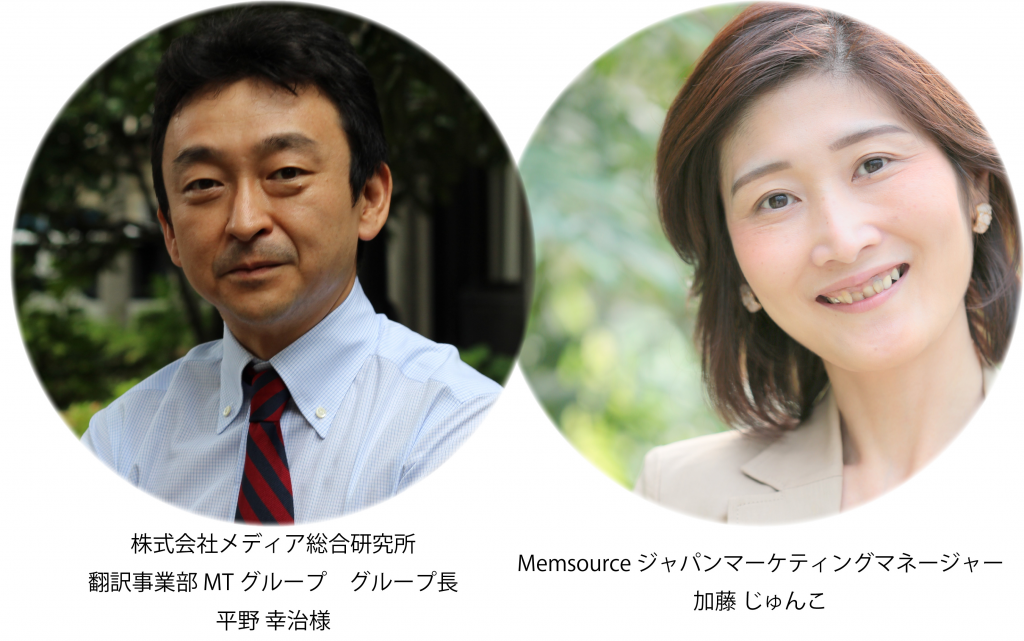 株式会社メディア総合研究所
翻訳事業部 MT グループ　グループ長
平野 幸治様
Memsource ジャパンマーケティングマネージャー
加藤 じゅんこ